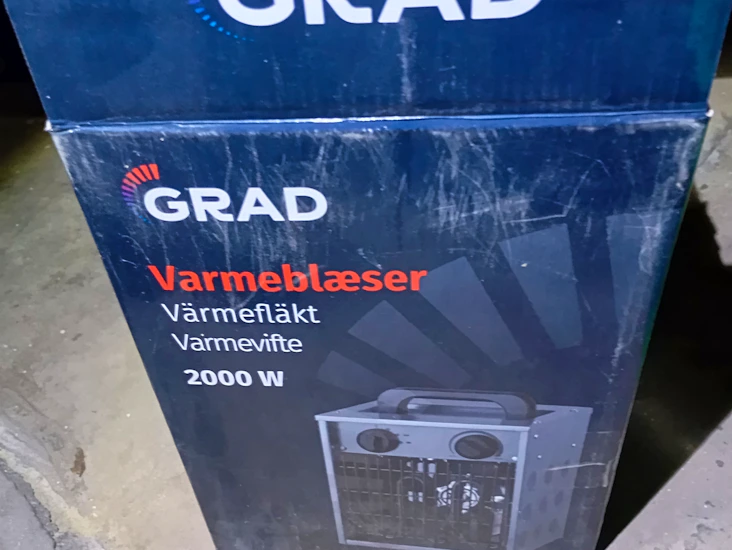 GRAD
GRAD
Varmeblæser
Värmefläkt
Varmevifte
2000 W